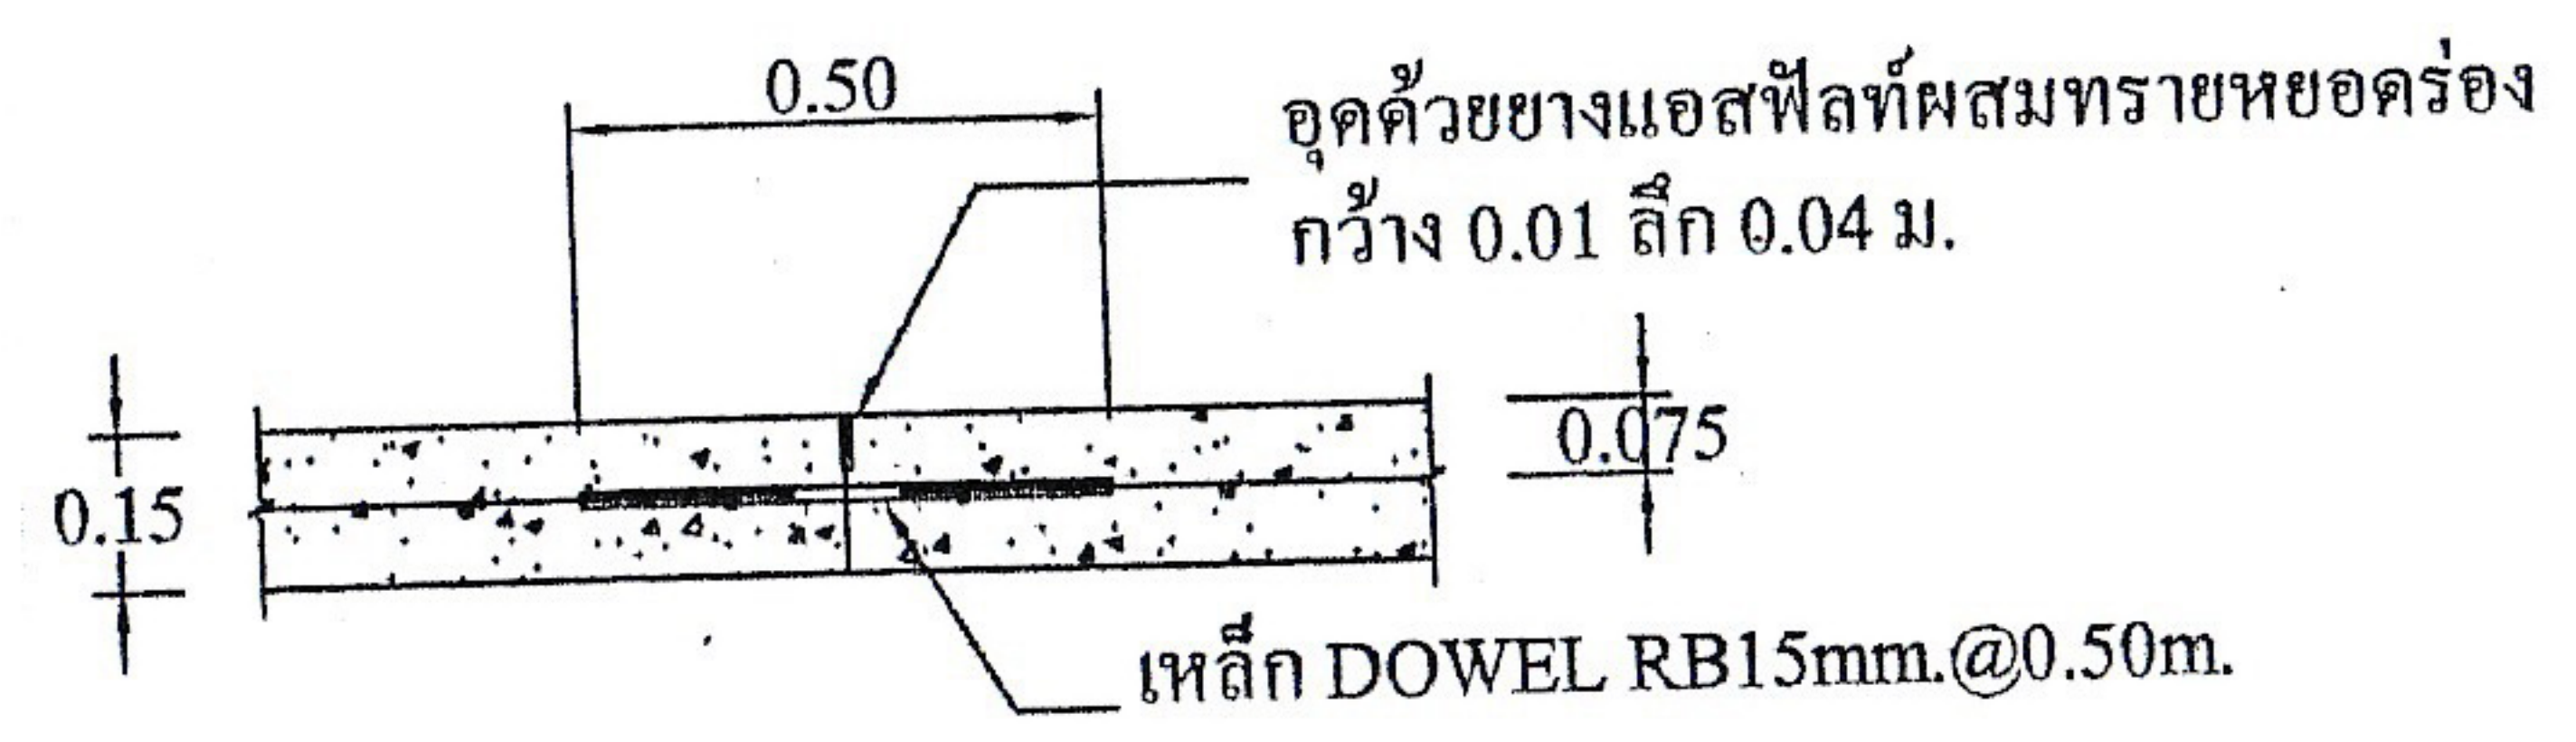 0.50
อุดด้วยยางแอสฟัลท์ผสมทรายหยอดร่อง
กว้าง 0.01 ลึก 0.04 ม.
0.075
0.15
เหล็ก DOWEL RB15mm.@0.50m.